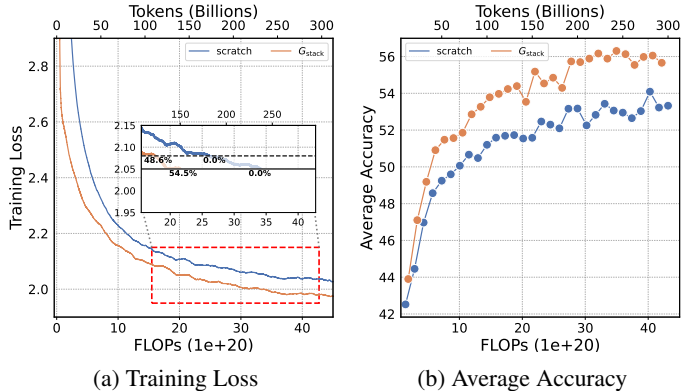 Tokens (Billions)
0 50 100 150 200 250 300
scratch G_stack
2.8
2.6
2.4
2.2
2.0
Training Loss
150 200 250
2.15
2.10
2.05
2.00
1.95
48.6% 0.0%
54.5% 0.0%
20 25 30 35 40
0 10 20 30 40
FLOPs (1e+20)
(a) Training Loss
Tokens (Billions)
50 100 150 200 250 300
scratch G_stack
56
54
52
50
48
46
44
42
Average Accuracy
10 20 30 40
FLOPs (1e+20)
(b) Average Accuracy